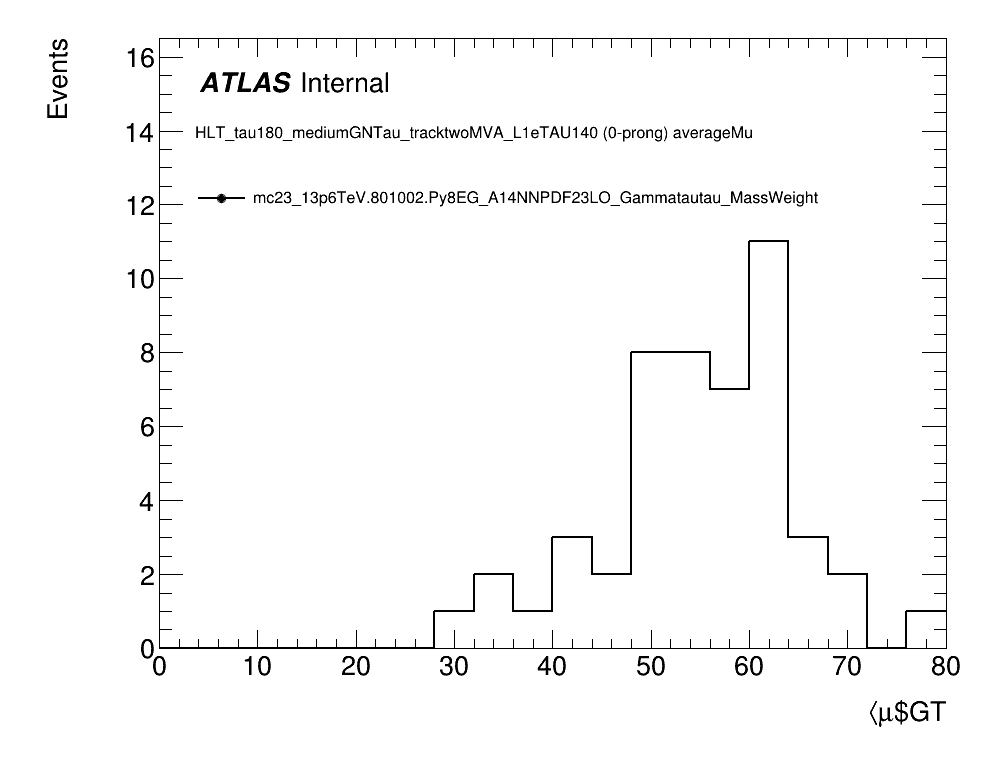 Events
ATLAS Internal
HLT_tau180_mediumGNTau_tracktwoMVA_L1eTAU140 (0-prong) averageMu
mc23_13p6TeV.801002.Py8EG_A14NNPDF23LO_Gammatautau_MassWeight
16
14
12
10
8
6
4
2
0
0 10 20 30 40 50 60 70 80
⟨μ$GT